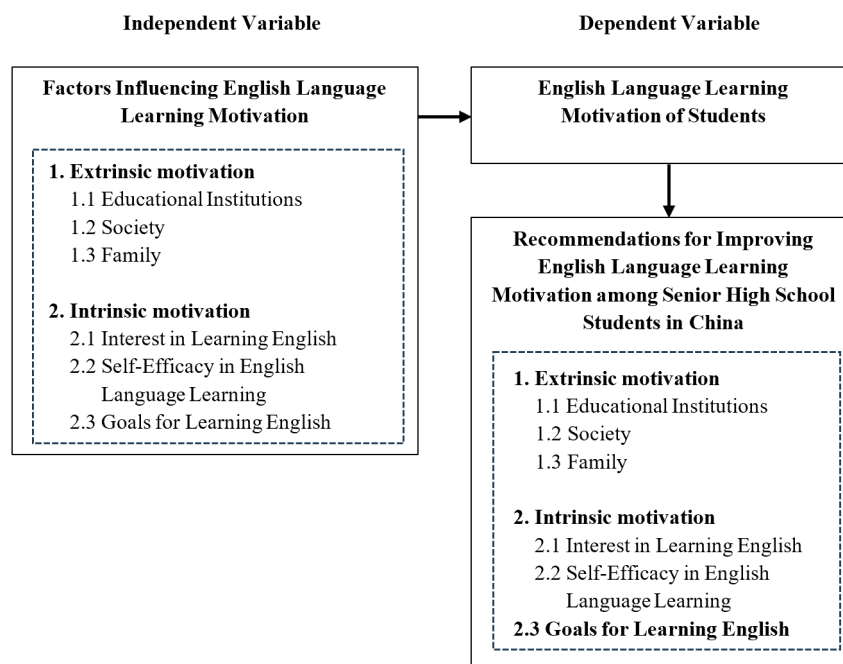 Independent Variable
Factors Influencing English Language
Learning Motivation
1. Extrinsic motivation
1.1 Educational Institutions
1.2 Society
1.3 Family
2. Intrinsic motivation
2.1 Interest in Learning English
2.2 Self-Efficacy in English
Language Learning
2.3 Goals for Learning English
Dependent Variable
English Language Learning
Motivation of Students
Recommendations for Improving
English Language Learning
Motivation among Senior High School
Students in China
1. Extrinsic motivation
1.1 Educational Institutions
1.2 Society
1.3 Family
2. Intrinsic motivation
2.1 Interest in Learning English
2.2 Self-Efficacy in English
Language Learning
2.3 Goals for Learning English